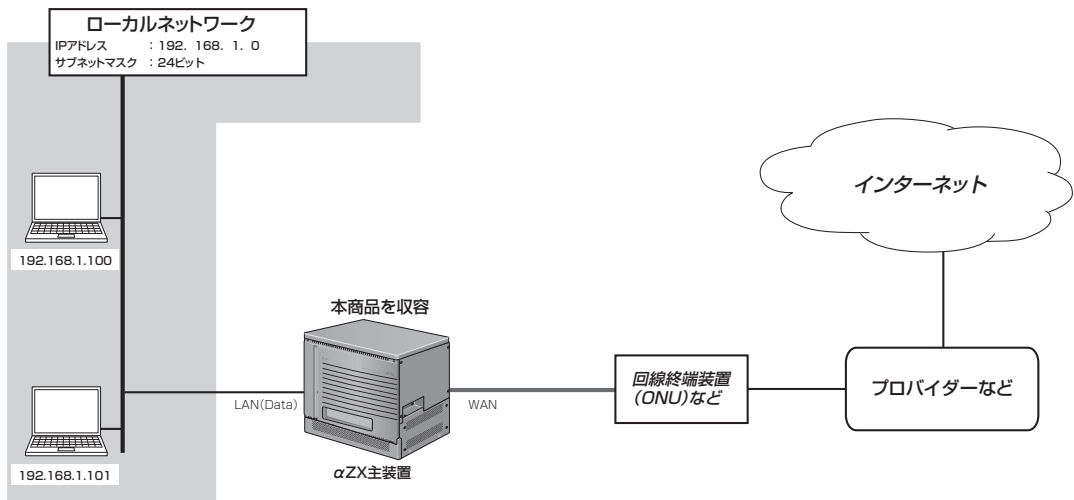 ローカルネットワーク
IPアドレス : 192. 168. 1. 0
サブネットマスク : 24ビット
192.168.1.100
192.168.1.101
本商品を収容
LAN(Data)
WAN
αZX主装置
回線終端装置
(ONU)など
インターネット
プロバイダーなど